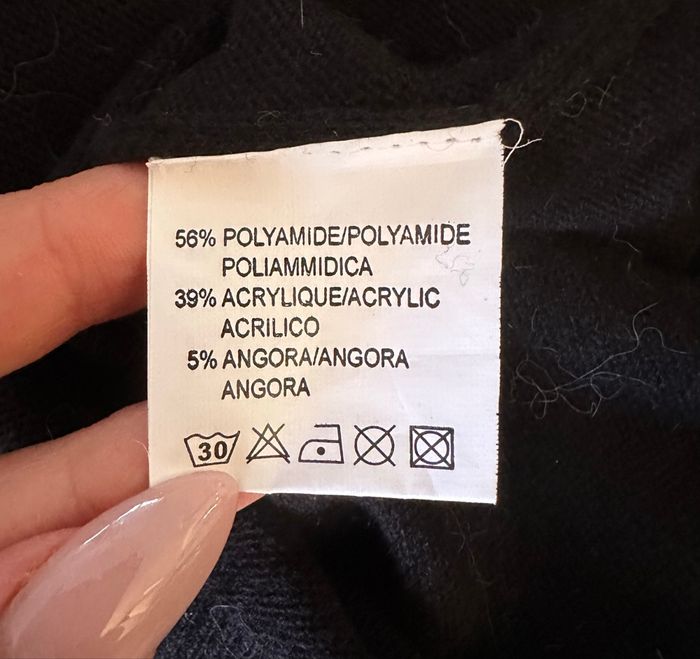 56% POLYAMIDE/POLYAMIDE
POLIAMMIDICA
39% ACRYLIQUE/ACRYLIC
ACRILICO
5% ANGORA/ANGORA
ANGORA
30